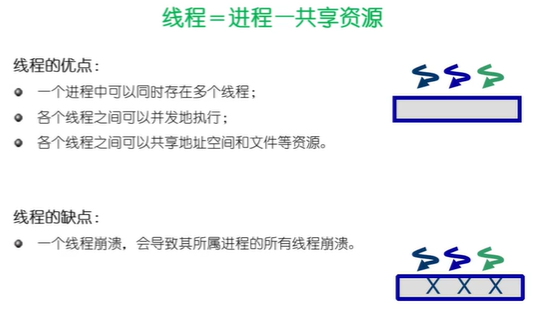 线程＝进程－共享资源
线程的优点：
一个进程中可以同时存在多个线程；
各个线程之间可以并发地执行；
各个线程之间可以共享地址空间和文件等资源。
线程的缺点：
一个线程崩溃，会导致其所属进程的所有线程崩溃。
X X X